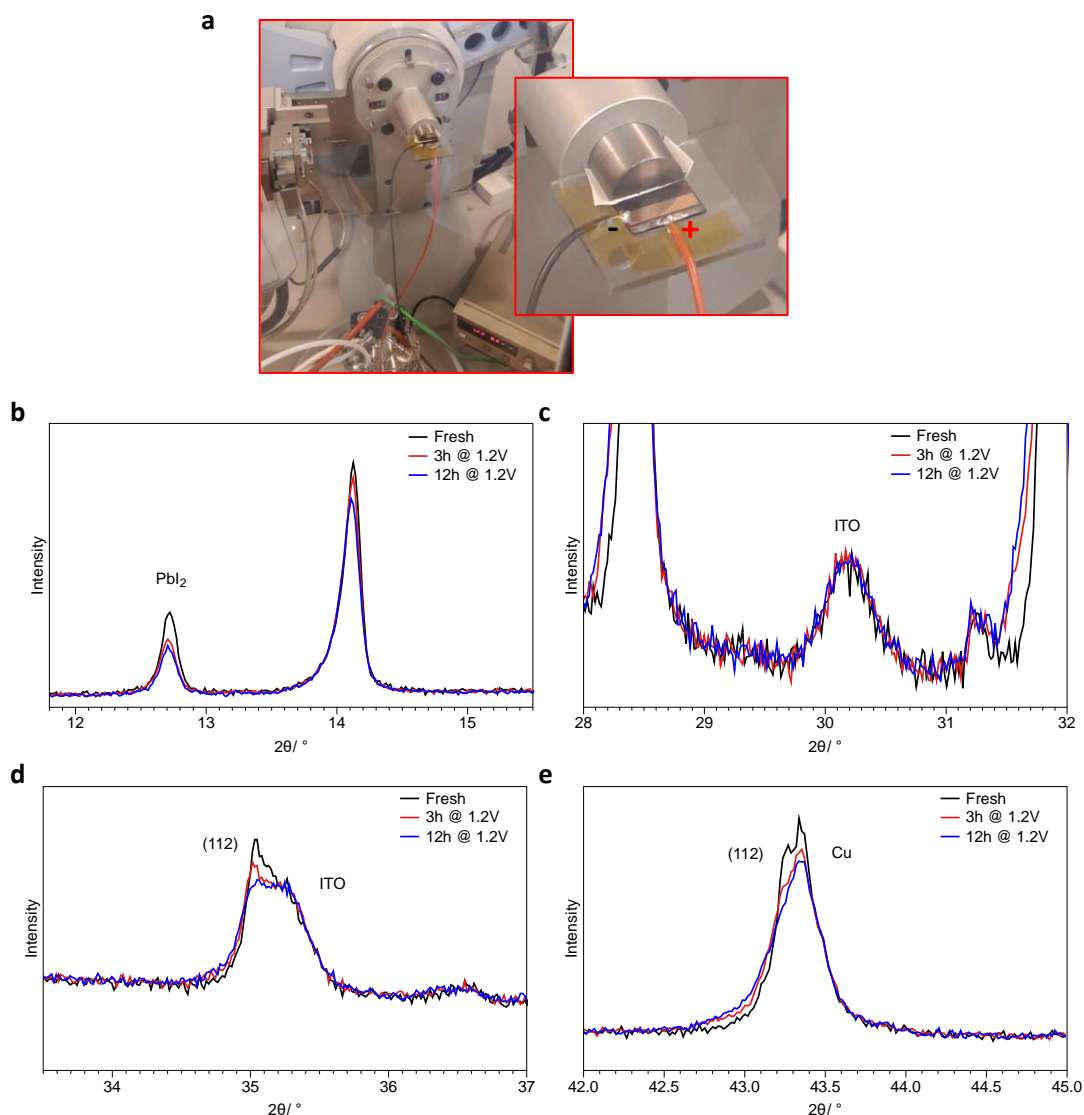 a
-
+
b
Fresh
3h @ 1.2V
12h @ 1.2V
PbI₂
Intensity
12 13 14 15
2θ/ °
c
Fresh
3h @ 1.2V
12h @ 1.2V
ITO
Intensity
28 29 30 31 32
2θ/ °
d
Fresh
3h @ 1.2V
12h @ 1.2V
(112)
ITO
Intensity
34 35 36 37
2θ/ °
e
Fresh
3h @ 1.2V
12h @ 1.2V
(112)
Cu
Intensity
42.0 42.5 43.3 43.5 44.0 44.5 45.0
2θ/ °